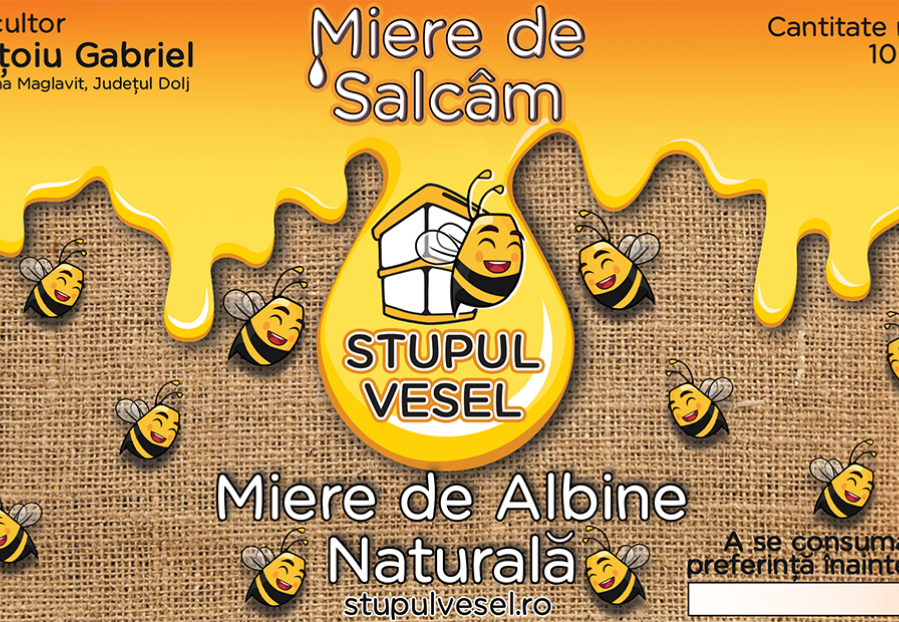 cultor
țoiu Gabriel
na Maglavit, Județul Dolj
Miere de
Salcâm
Cantitate
10
STUPUL
VESEL
Miere de Albine
Naturală
stupulvesel.ro
A se consuma
preferință înainte